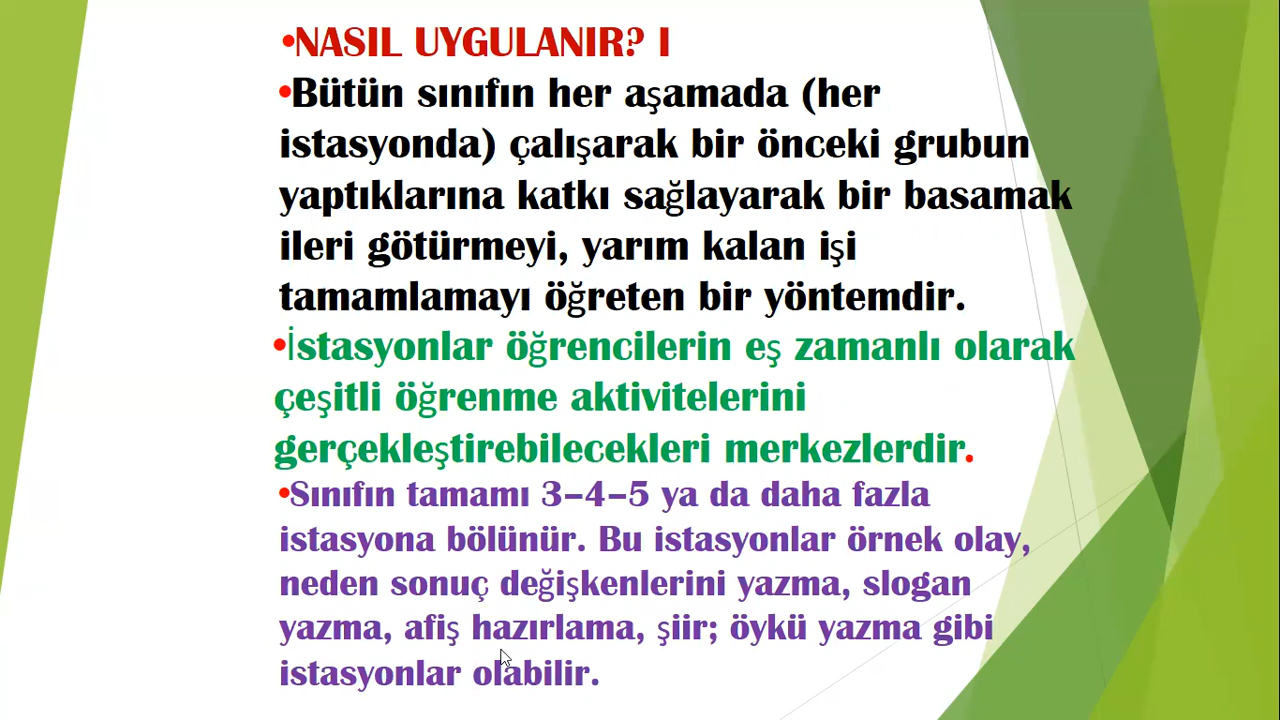 •NASIL UYGULANIR? I
•Bütün sınıfın her aşamada (her
istasyonda) çalışarak bir önceki grubun
yaptıklarına katkı sağlayarak bir basamak
ileri götürmeyi, yarım kalan işi
tamamlamayı öğreten bir yöntemdir.
•İstasyonlar öğrencilerin eş zamanlı olarak
çeşitli öğrenme aktivitelerini
gerçekleştirebilecekleri merkezlerdir.
•Sınıfın tamamı 3–4–5 ya da daha fazla
istasyona bölünür. Bu istasyonlar örnek olay,
neden sonuç değişkenlerini yazma, slogan
yazma, afiş hazırlama, şiir; öykü yazma gibi
istasyonlar olabilir.